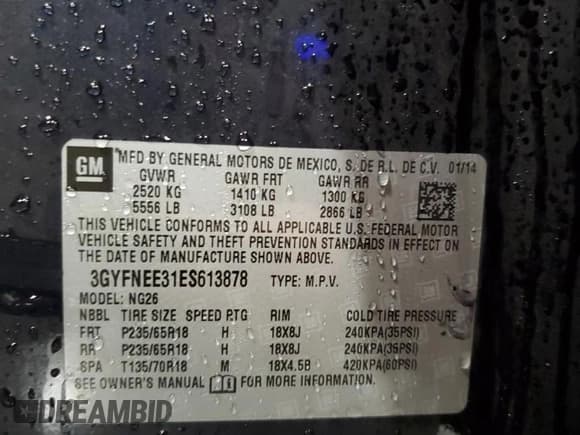 GM MFD BY GENERAL MOTORS DE MEXICO, S. DE R.L. DE C.V. 01/14
GVWR GAWR FRT GAWR RR
2520 KG 1410 KG 1300 KG
5556 LB 3108 LB 2866 LB
THIS VEHICLE CONFORMS TO ALL APPLICABLE U.S. FEDERAL MOTOR
VEHICLE SAFETY AND THEFT PREVENTION STANDARDS IN EFFECT ON
THE DATE OF MANUFACTURE SHOWN ABOVE.
3GYFNEE31ES613878 TYPE: M.P.V.
MODEL: NG26
NBBL TIRE SIZE SPEED RTG RIM COLD TIRE PRESSURE
FRT P235/65R18 H 18X8J 240KPA(35PSI)
RR P235/65R18 H 18X8J 240KPA(35PSI)
SPA T135/70R18 M 18X4.5B 420KPA(60PSI)
SEE OWNER'S MANUAL FOR MORE INFORMATION.
DREAMBID